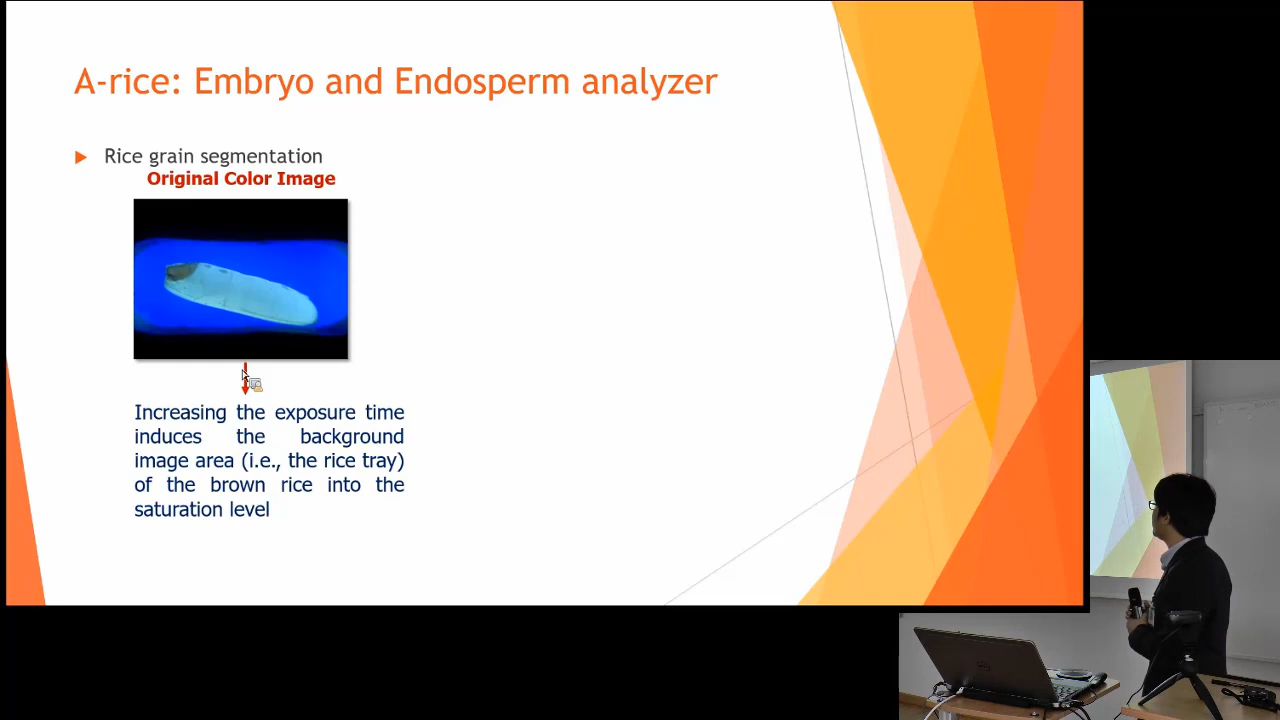 A-rice: Embryo and Endosperm analyzer
Rice grain segmentation
Original Color Image
Increasing the exposure time
induces the background
image area (i.e., the rice tray)
of the brown rice into the
saturation level